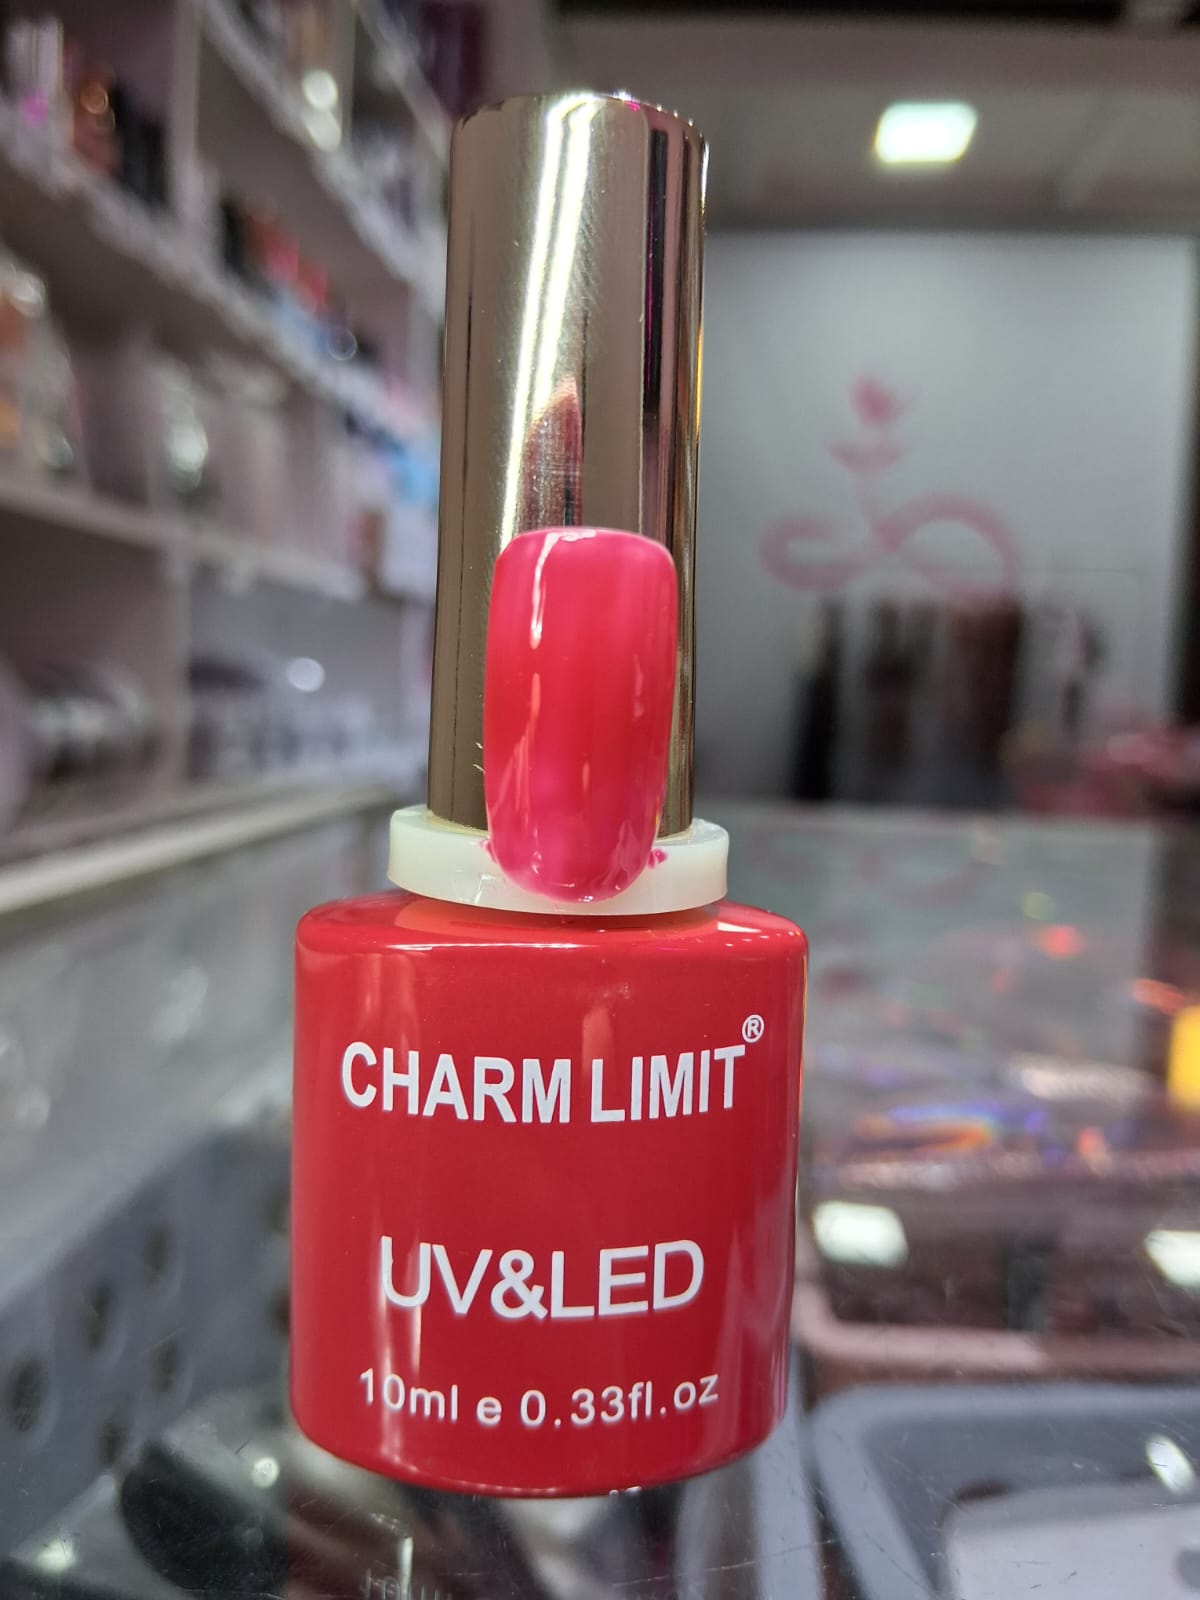 CHARM LIMIT®
UV&LED
10ml e 0.33fl.oz